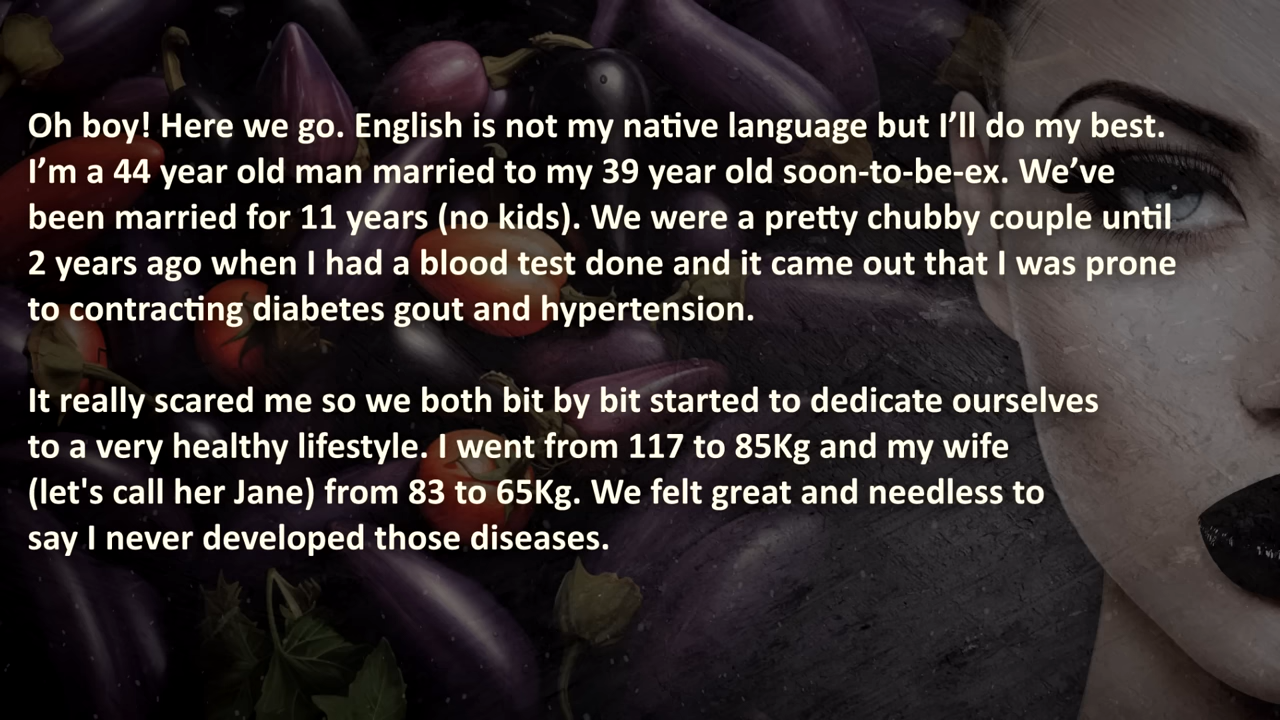 Oh boy! Here we go. English is not my native language but I’ll do my best.
I’m a 44 year old man married to my 39 year old soon-to-be-ex. We’ve
been married for 11 years (no kids). We were a pretty chubby couple until
2 years ago when I had a blood test done and it came out that I was prone
to contracting diabetes gout and hypertension.
It really scared me so we both bit by bit started to dedicate ourselves
to a very healthy lifestyle. I went from 117 to 85Kg and my wife
(let's call her Jane) from 83 to 65Kg. We felt great and needless to
say I never developed those diseases.